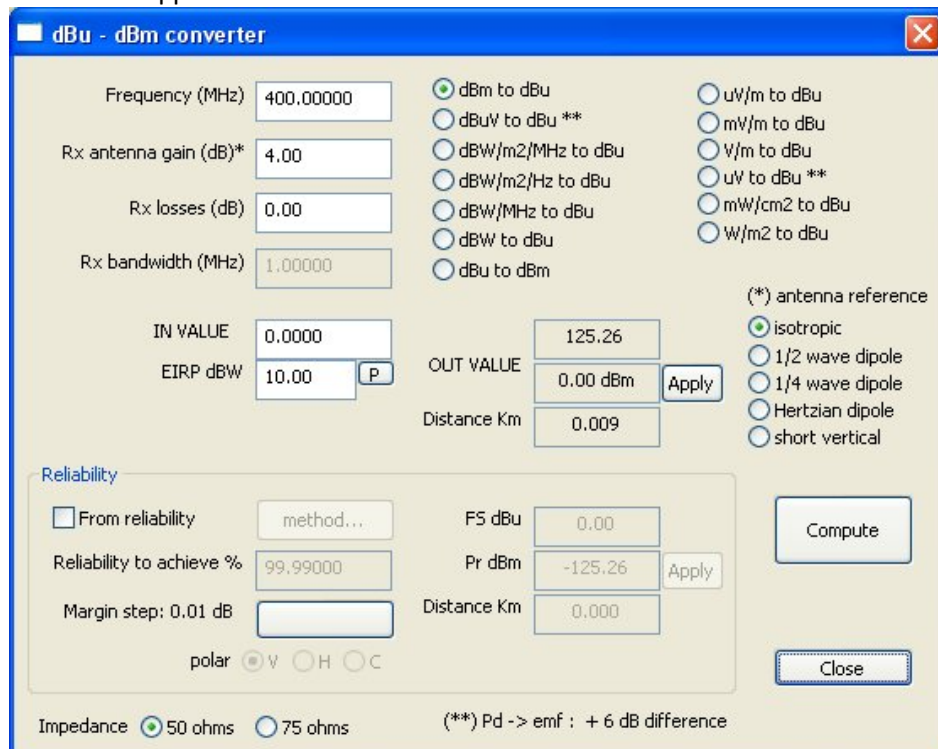 dBu - dBm converter
Frequency (MHz) 400.00000
Rx antenna gain (dB)* 4.00
Rx losses (dB) 0.00
Rx bandwidth (MHz) 1.00000
dBm to dBu
dBuV to dBu **
dBW/m2/MHz to dBu
dBW/m2/Hz to dBu
dBW/MHz to dBu
dBW to dBu
dBu to dBm
uV/m to dBu
mV/m to dBu
V/m to dBu
uV to dBu **
mW/cm2 to dBu
W/m2 to dBu
IN VALUE 0.0000
EIRP dBW 10.00 P
OUT VALUE 125.26
0.00 dBm Apply
Distance Km 0.009
(*) antenna reference
isotropic
1/2 wave dipole
1/4 wave dipole
Hertzian dipole
short vertical
Reliability
From reliability method...
Reliability to achieve % 99.99000
Margin step: 0.01 dB
polar V H C
FS dBu 0.00
Pr dBm -125.26 Apply
Distance Km 0.000
Compute
Close
Impedance 50 ohms 75 ohms
(**) Pd -> emf : + 6 dB difference